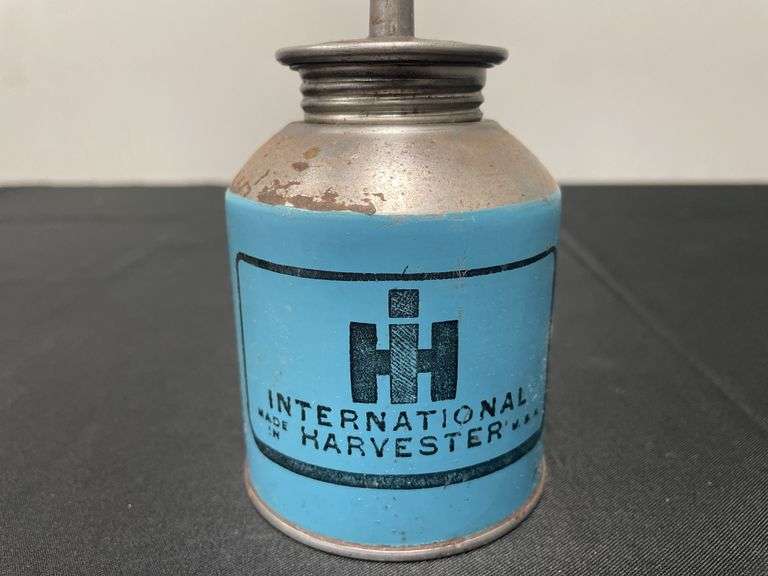 IH
INTERNATIONAL
MADE IN HARVESTER U.S.A.